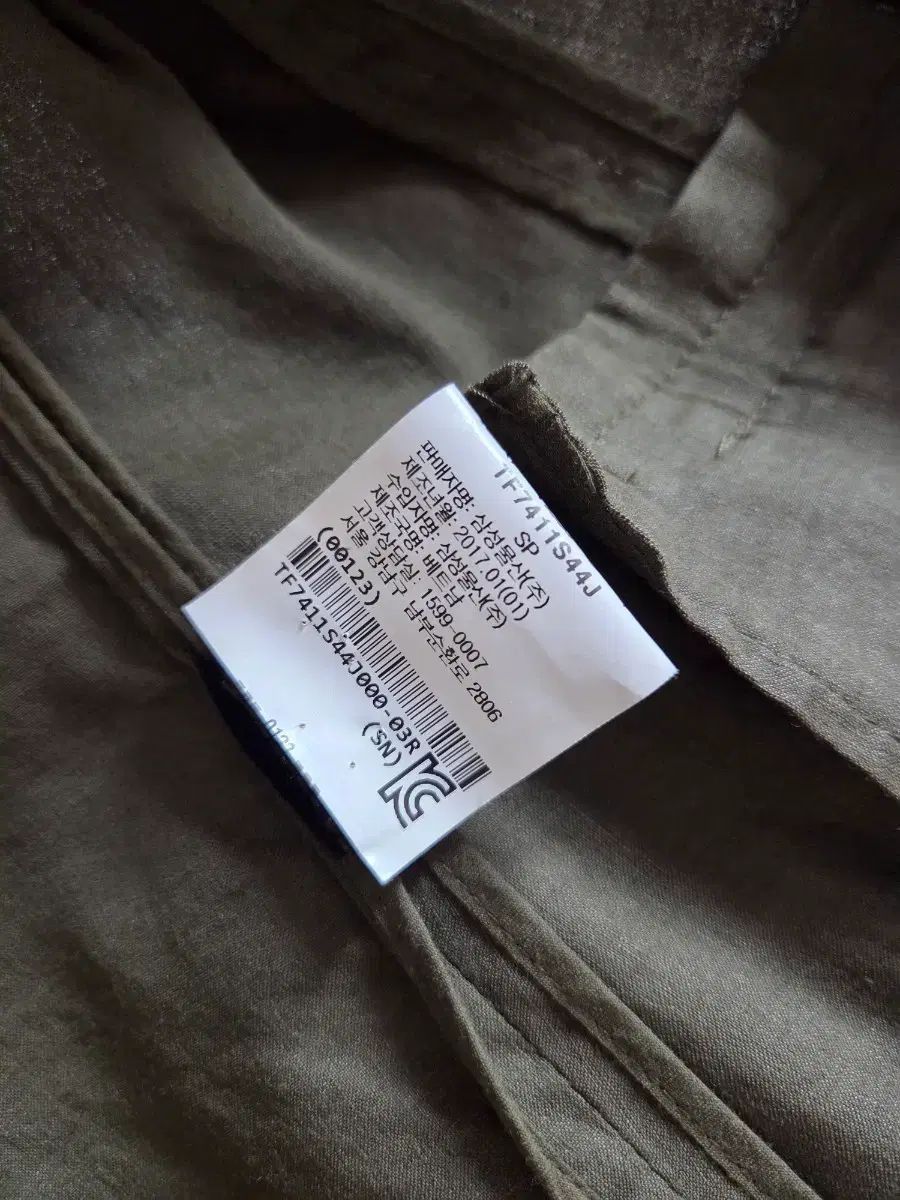 TF7411S44J
SP
판매자명: 삼성물산(주)
제조년월: 2017.01(01)
수입자명: 삼성물산(주)
제조국명: 베트남
고객상담실: 1599-0007
서울 강남구 남부순환로 2806
(00123)
TF7411S44J000-03R
(SN)